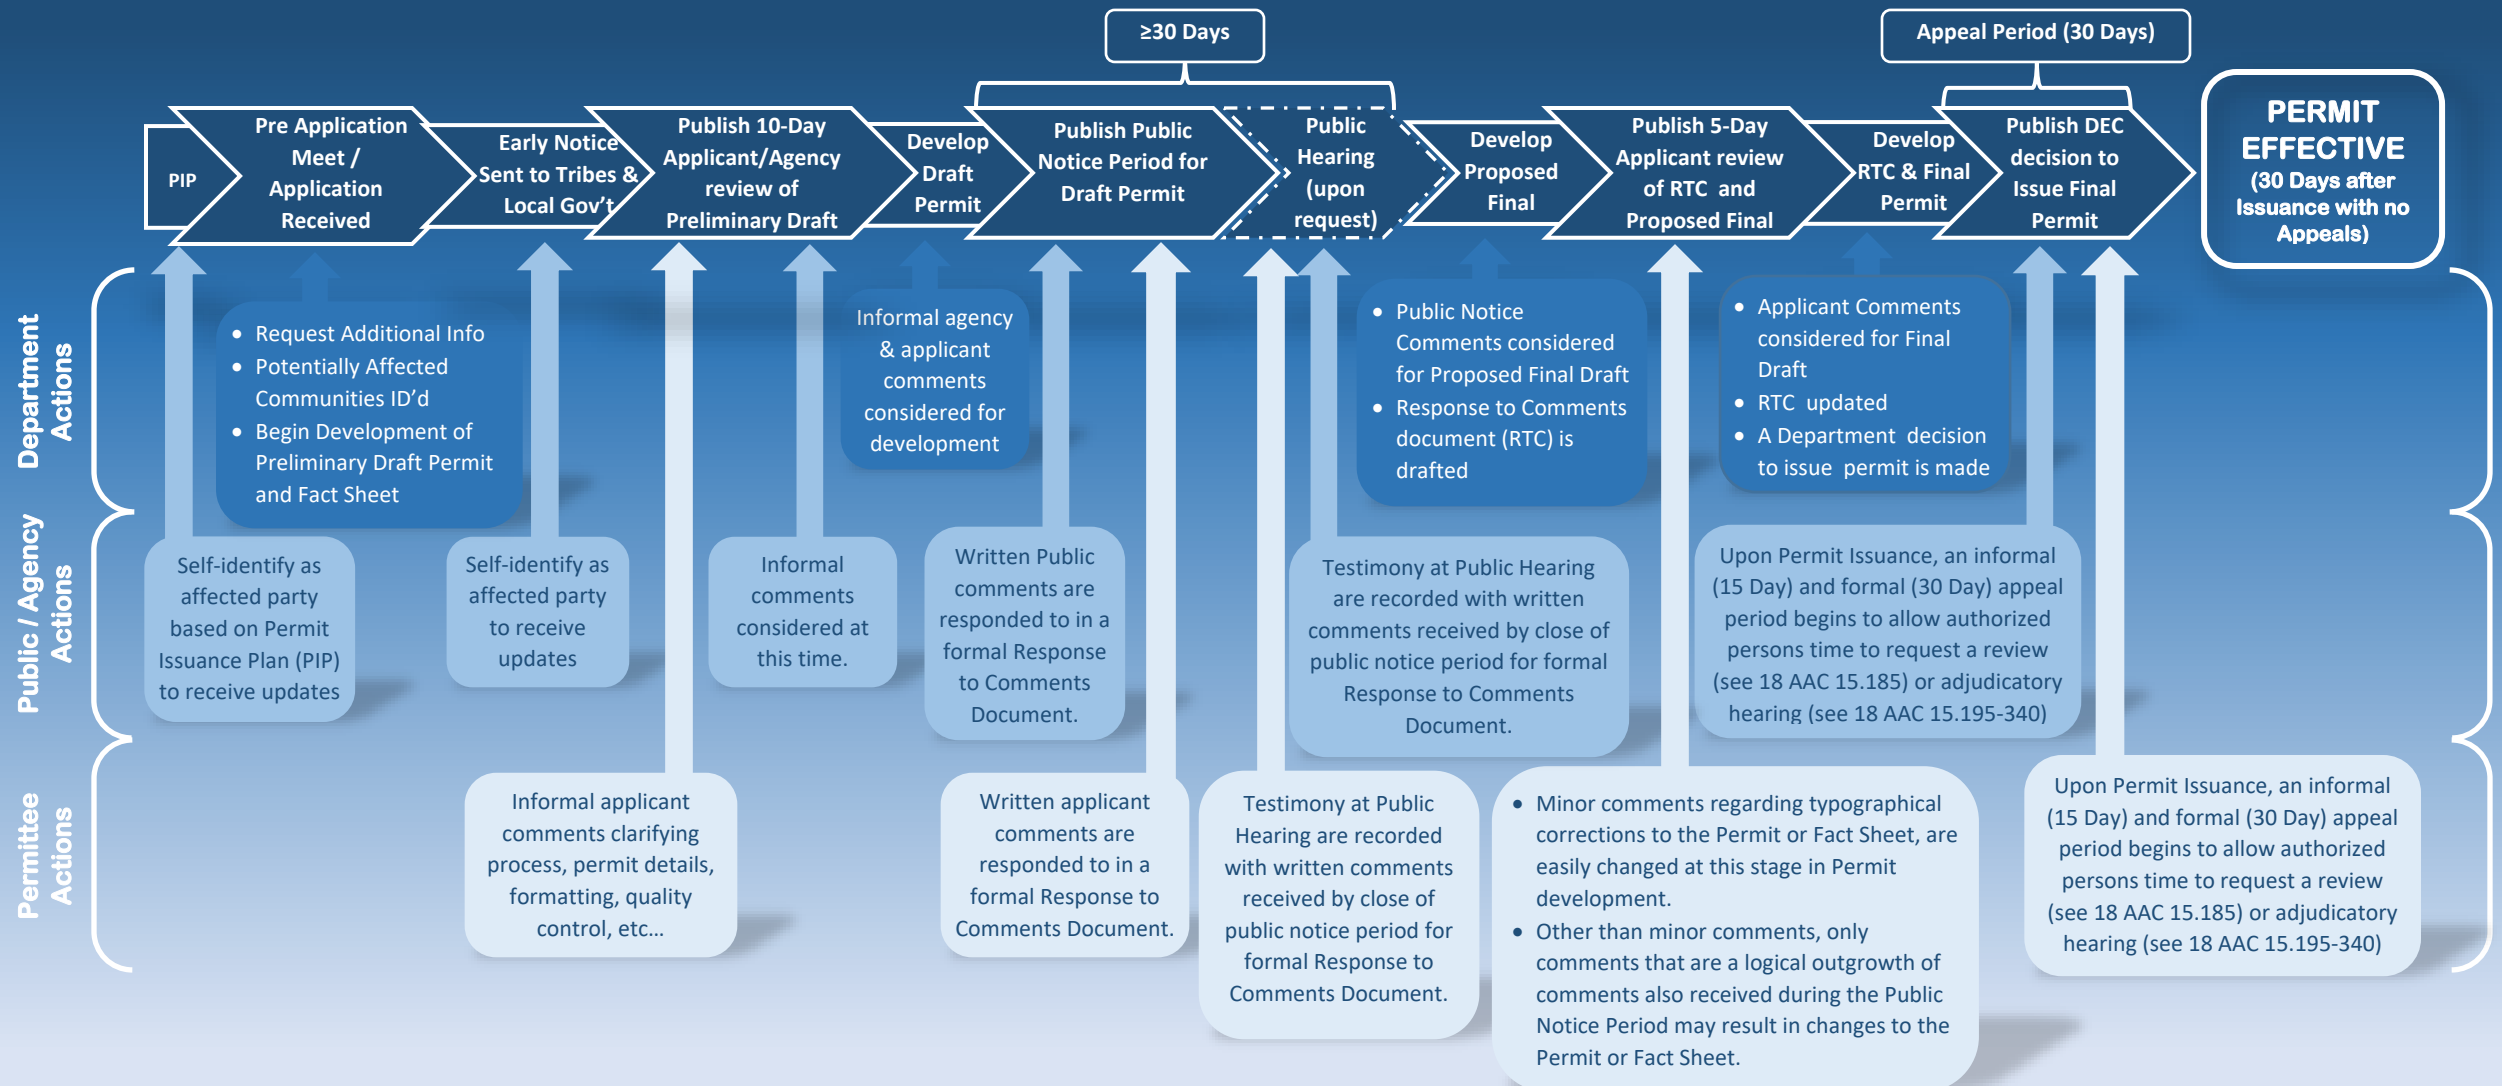 ≥30 Days
Appeal Period (30 Days)
PIP
Pre Application
Meet /
Application
Received
Early Notice
Sent to Tribes &
Local Gov't
Publish 10-Day
Applicant/Agency
review of
Preliminary Draft
Develop
Draft
Permit
Publish Public
Notice Period for
Draft Permit
Public
Hearing
(upon
request)
Develop
Proposed
Final
Publish 5-Day
Applicant review
of RTC and
Proposed Final
Develop
RTC & Final
Permit
Publish DEC
decision to
Issue Final
Permit
PERMIT
EFFECTIVE
(30 Days after
Issuance with no
Appeals)
Department
Actions
• Request Additional Info
• Potentially Affected
Communities ID'd
• Begin Development of
Preliminary Draft Permit
and Fact Sheet
Informal agency
& applicant
comments
considered for
development
• Public Notice
Comments considered
for Proposed Final Draft
• Response to Comments
document (RTC) is
drafted
• Applicant Comments
considered for Final
Draft
• RTC updated
• A Department decision
to issue permit is made
Public / Agency
Actions
Self-identify as
affected party
based on Permit
Issuance Plan (PIP)
to receive updates
Self-identify as
affected party
to receive
updates
Informal
comments
considered at
this time.
Written Public
comments are
responded to in a
formal Response
to Comments
Document.
Testimony at Public Hearing
are recorded with written
comments received by close of
public notice period for formal
Response to Comments
Document.
Upon Permit Issuance, an informal
(15 Day) and formal (30 Day) appeal
period begins to allow authorized
persons time to request a review
(see 18 AAC 15.185) or adjudicatory
hearing (see 18 AAC 15.195-340)
Permittee
Actions
Informal applicant
comments clarifying
process, permit details,
formatting, quality
control, etc...
Written applicant
comments are
responded to in a
formal Response to
Comments Document.
Testimony at Public
Hearing are recorded
with written comments
received by close of
public notice period for
formal Response to
Comments Document.
• Minor comments regarding typographical
corrections to the Permit or Fact Sheet, are
easily changed at this stage in Permit
development.
• Other than minor comments, only
comments that are a logical outgrowth of
comments also received during the Public
Notice Period may result in changes to the
Permit or Fact Sheet.
Upon Permit Issuance, an informal
(15 Day) and formal (30 Day) appeal
period begins to allow authorized
persons time to request a review
(see 18 AAC 15.185) or adjudicatory
hearing (see 18 AAC 15.195-340)